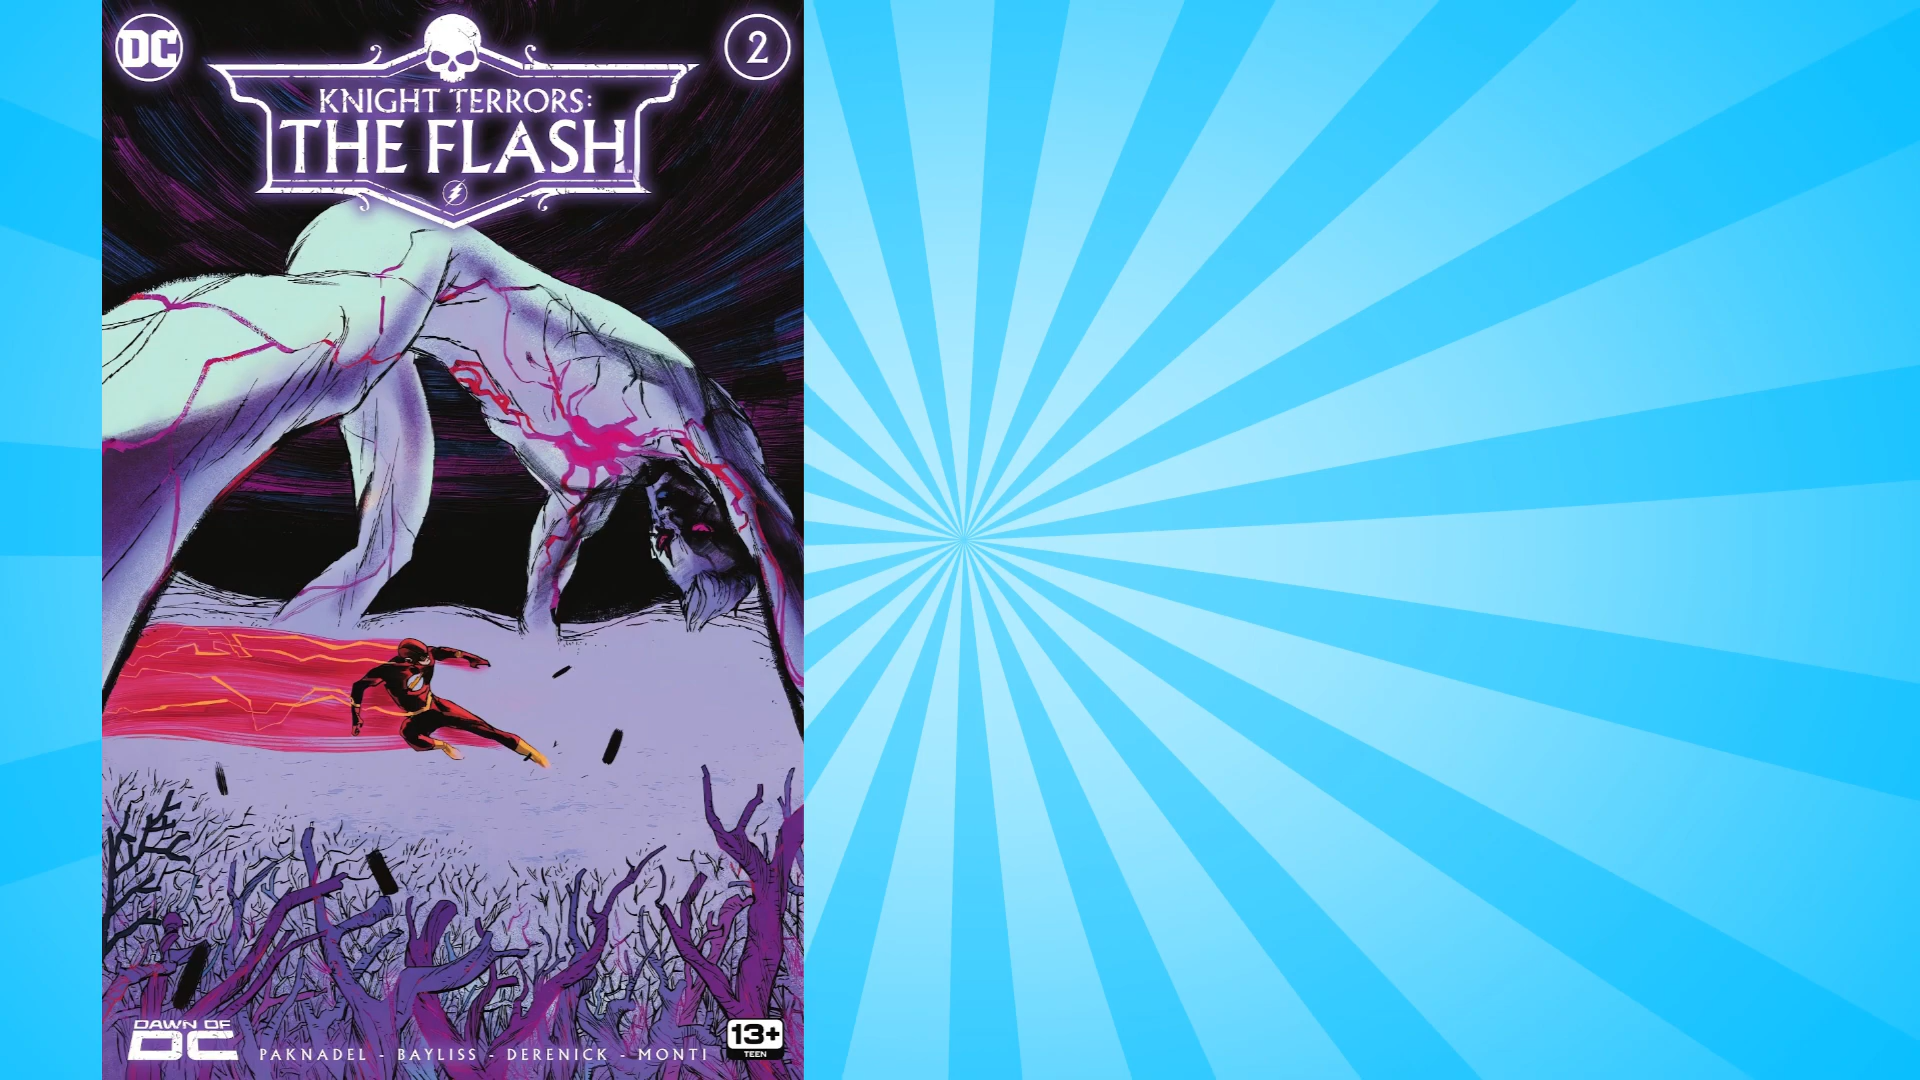 DC
2
KNIGHT TERRORS:
THE FLASH
DAWN OF
DC
PAKNADEL - BAYLISS - DERENICK - MONTI
13+
TEEN